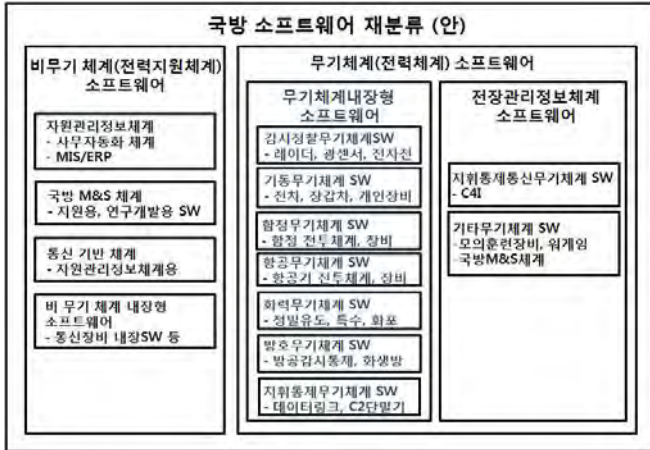 국방 소프트웨어 재분류 (안)
비무기 체계(전력지원체계)
소프트웨어
자원관리정보체계
- 사무자동화 체계
- MIS/ERP
국방 M&S 체계
- 지원용, 연구개발용 SW
통신 기반 체계
- 자원관리정보체계용
비 무기 체계 내장형
소프트웨어
- 통신장비 내장SW 등
무기체계(전력체계) 소프트웨어
무기체계내장형
소프트웨어
감시정찰무기체계SW
- 레이더, 광센서, 전자전
기동무기체계 SW
- 전차, 장갑차, 개인장비
함정무기체계 SW
- 함정 전투체계, 장비
항공무기체계 SW
- 항공기 전투체계, 장비
화력무기체계 SW
- 정밀유도, 특수, 화포
방호무기체계 SW
- 방공감시통제, 화생방
지휘통제무기체계 SW
- 데이터링크, C2단말기
전장관리정보체계
소프트웨어
지휘통제통신무기체계 SW
- C4I
기타무기체계 SW
-모의훈련장비, 워게임
-국방M&S체계